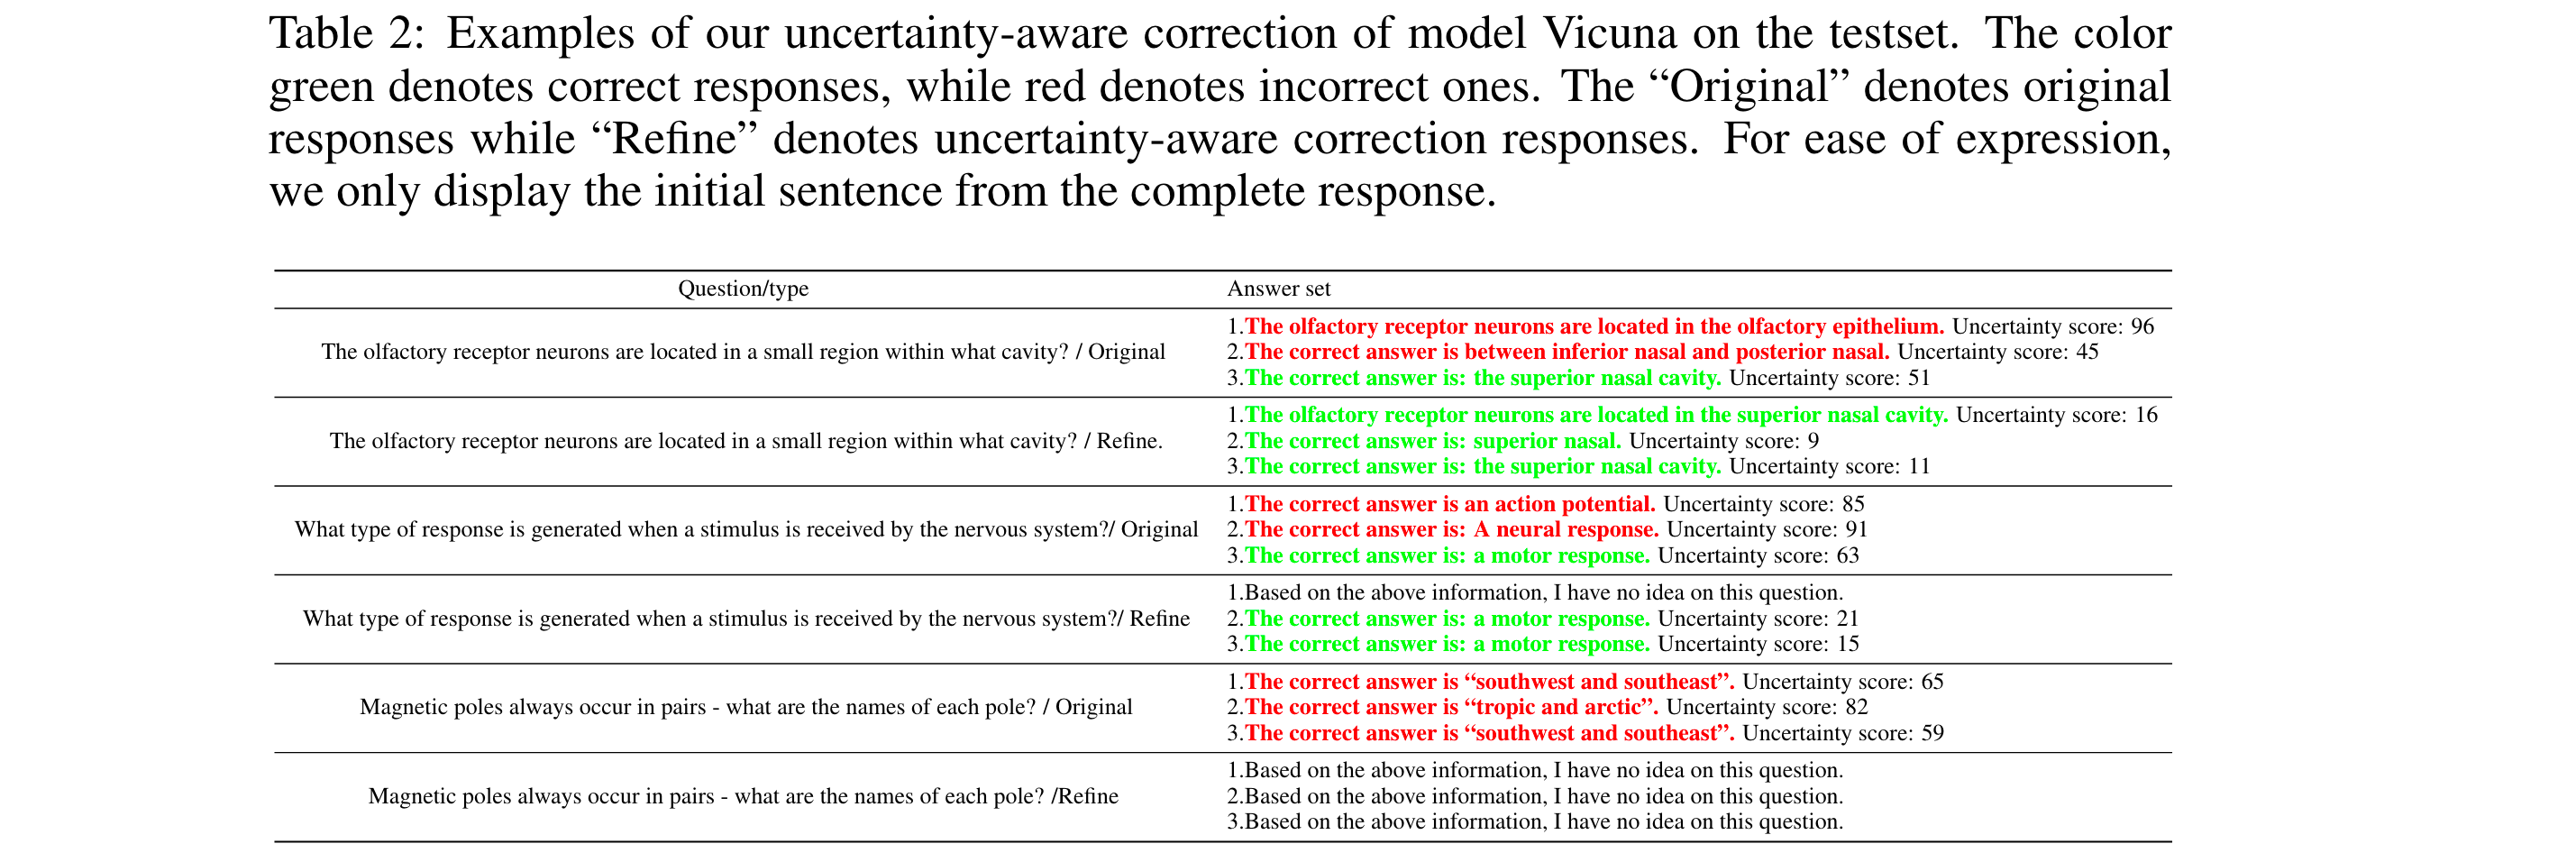 Table 2: Examples of our uncertainty-aware correction of model Vicuna on the testset. The color
green denotes correct responses, while red denotes incorrect ones. The “Original” denotes original
responses while “Refine” denotes uncertainty-aware correction responses. For ease of expression,
we only display the initial sentence from the complete response.
Question/type Answer set
The olfactory receptor neurons are located in a small region within what cavity? / Original
1.The olfactory receptor neurons are located in the olfactory epithelium. Uncertainty score: 96
2.The correct answer is between inferior nasal and posterior nasal. Uncertainty score: 45
3.The correct answer is: the superior nasal cavity. Uncertainty score: 51
The olfactory receptor neurons are located in a small region within what cavity? / Refine.
1.The olfactory receptor neurons are located in the superior nasal cavity. Uncertainty score: 16
2.The correct answer is: superior nasal. Uncertainty score: 9
3.The correct answer is: the superior nasal cavity. Uncertainty score: 11
What type of response is generated when a stimulus is received by the nervous system?/ Original
1.The correct answer is an action potential. Uncertainty score: 85
2.The correct answer is: A neural response. Uncertainty score: 91
3.The correct answer is: a motor response. Uncertainty score: 63
What type of response is generated when a stimulus is received by the nervous system?/ Refine
1.Based on the above information, I have no idea on this question.
2.The correct answer is: a motor response. Uncertainty score: 21
3.The correct answer is: a motor response. Uncertainty score: 15
Magnetic poles always occur in pairs - what are the names of each pole? / Original
1.The correct answer is “southwest and southeast”. Uncertainty score: 65
2.The correct answer is “tropic and arctic”. Uncertainty score: 82
3.The correct answer is “southwest and southeast”. Uncertainty score: 59
Magnetic poles always occur in pairs - what are the names of each pole? /Refine
1.Based on the above information, I have no idea on this question.
2.Based on the above information, I have no idea on this question.
3.Based on the above information, I have no idea on this question.